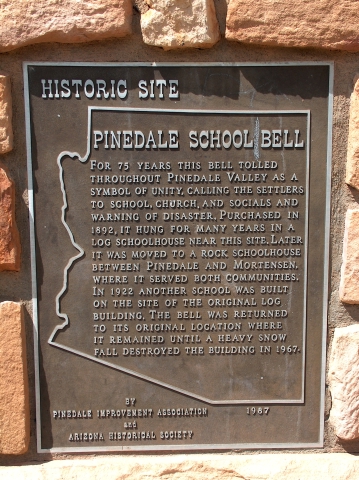 HISTORIC SITE
PINEDALE SCHOOL BELL
FOR 75 YEARS THIS BELL TOLLED
THROUGHOUT PINEDALE VALLEY AS A
SYMBOL OF UNITY, CALLING THE SETTLERS
TO SCHOOL, CHURCH, AND SOCIALS AND
WARNING OF DISASTER. PURCHASED IN
1892, IT HUNG FOR MANY YEARS IN A
LOG SCHOOLHOUSE NEAR THIS SITE. LATER
IT WAS MOVED TO A ROCK SCHOOLHOUSE
BETWEEN PINEDALE AND MORTENSEN,
WHERE IT SERVED BOTH COMMUNITIES.
IN 1922 ANOTHER SCHOOL WAS BUILT
ON THE SITE OF THE ORIGINAL LOG
BUILDING. THE BELL WAS RETURNED
TO ITS ORIGINAL LOCATION WHERE
IT REMAINED UNTIL A HEAVY SNOW
FALL DESTROYED THE BUILDING IN 1967.
BY
PINEDALE IMPROVEMENT ASSOCIATION 1987
and
ARIZONA HISTORICAL SOCIETY